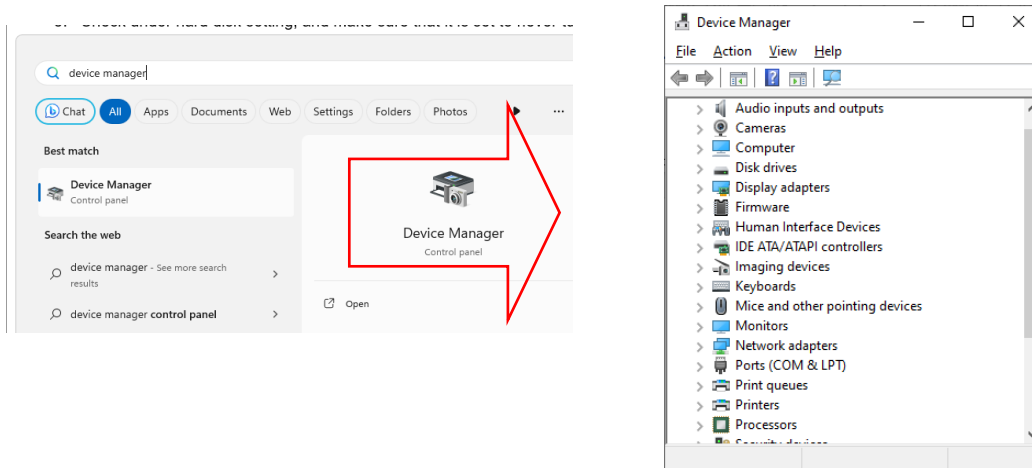 device manager
Chat All Apps Documents Web Settings Folders Photos ...
Best match
Device Manager
Control panel
Search the web
device manager - See more search
results
device manager control panel
Device Manager
Control panel
Open
Device Manager
File Action View Help
Audio inputs and outputs
Cameras
Computer
Disk drives
Display adapters
Firmware
Human Interface Devices
IDE ATA/ATAPI controllers
Imaging devices
Keyboards
Mice and other pointing devices
Monitors
Network adapters
Ports (COM & LPT)
Print queues
Printers
Processors